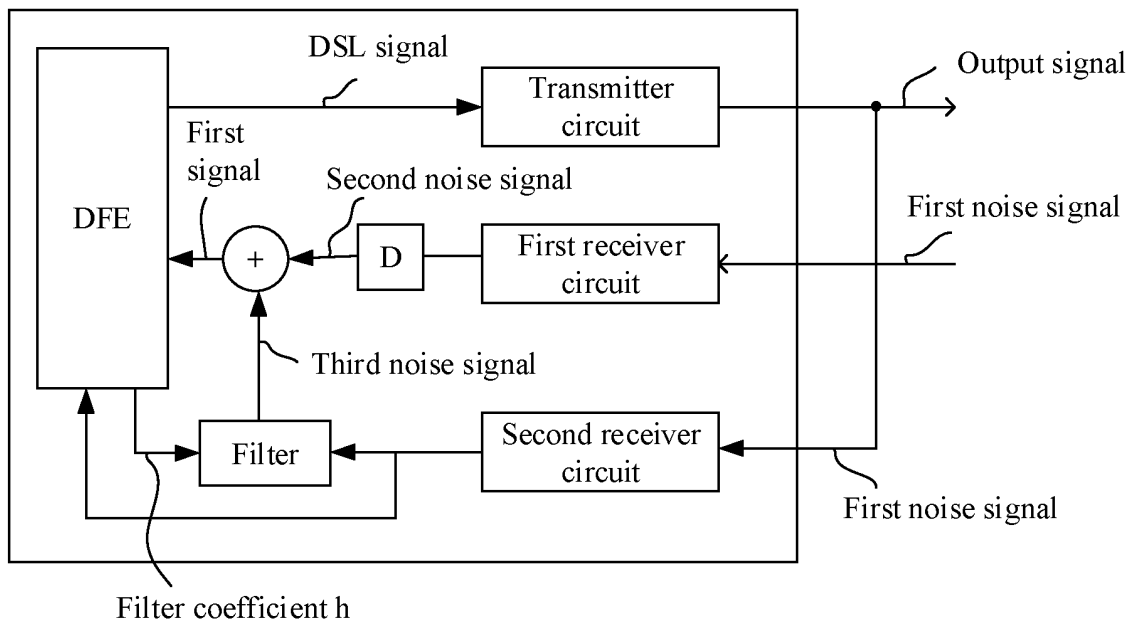 DSL signal
Output signal
Transmitter
circuit
First
signal
Second noise signal
First noise signal
DFE
+
D
First receiver
circuit
Third noise signal
Filter
Second receiver
circuit
First noise signal
Filter coefficient h